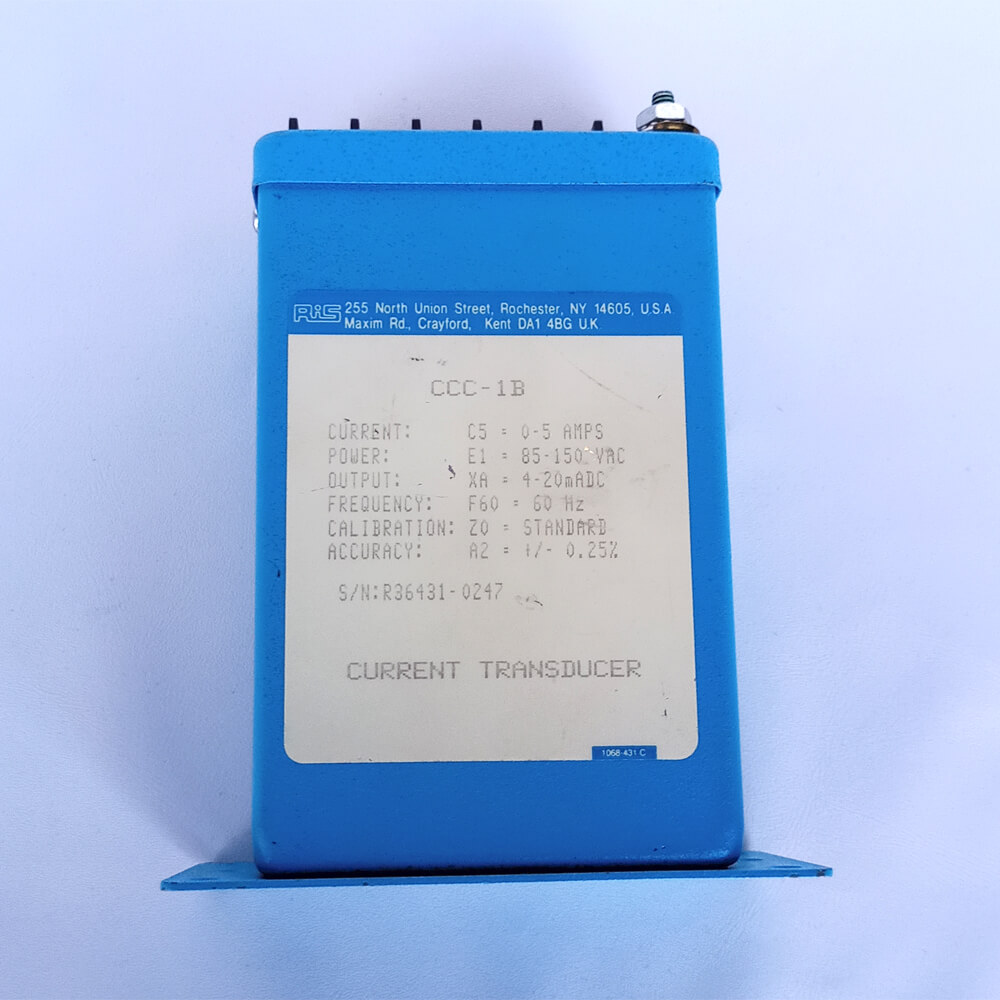 RIS 255 North Union Street, Rochester, NY 14605, U.S.A
Maxim Rd., Crayford, Kent DA1 4BG U.K
CCC-1B
CURRENT: C5 = 0-5 AMPS
POWER: E1 = 85-150 VAC
OUTPUT: XA = 4-20mADC
FREQUENCY: F60 = 60 Hz
CALIBRATION: Z0 = STANDARD
ACCURACY: A2 = +/- 0.25%
S/N:R36431-0247
CURRENT TRANSDUCER
1068-431 C